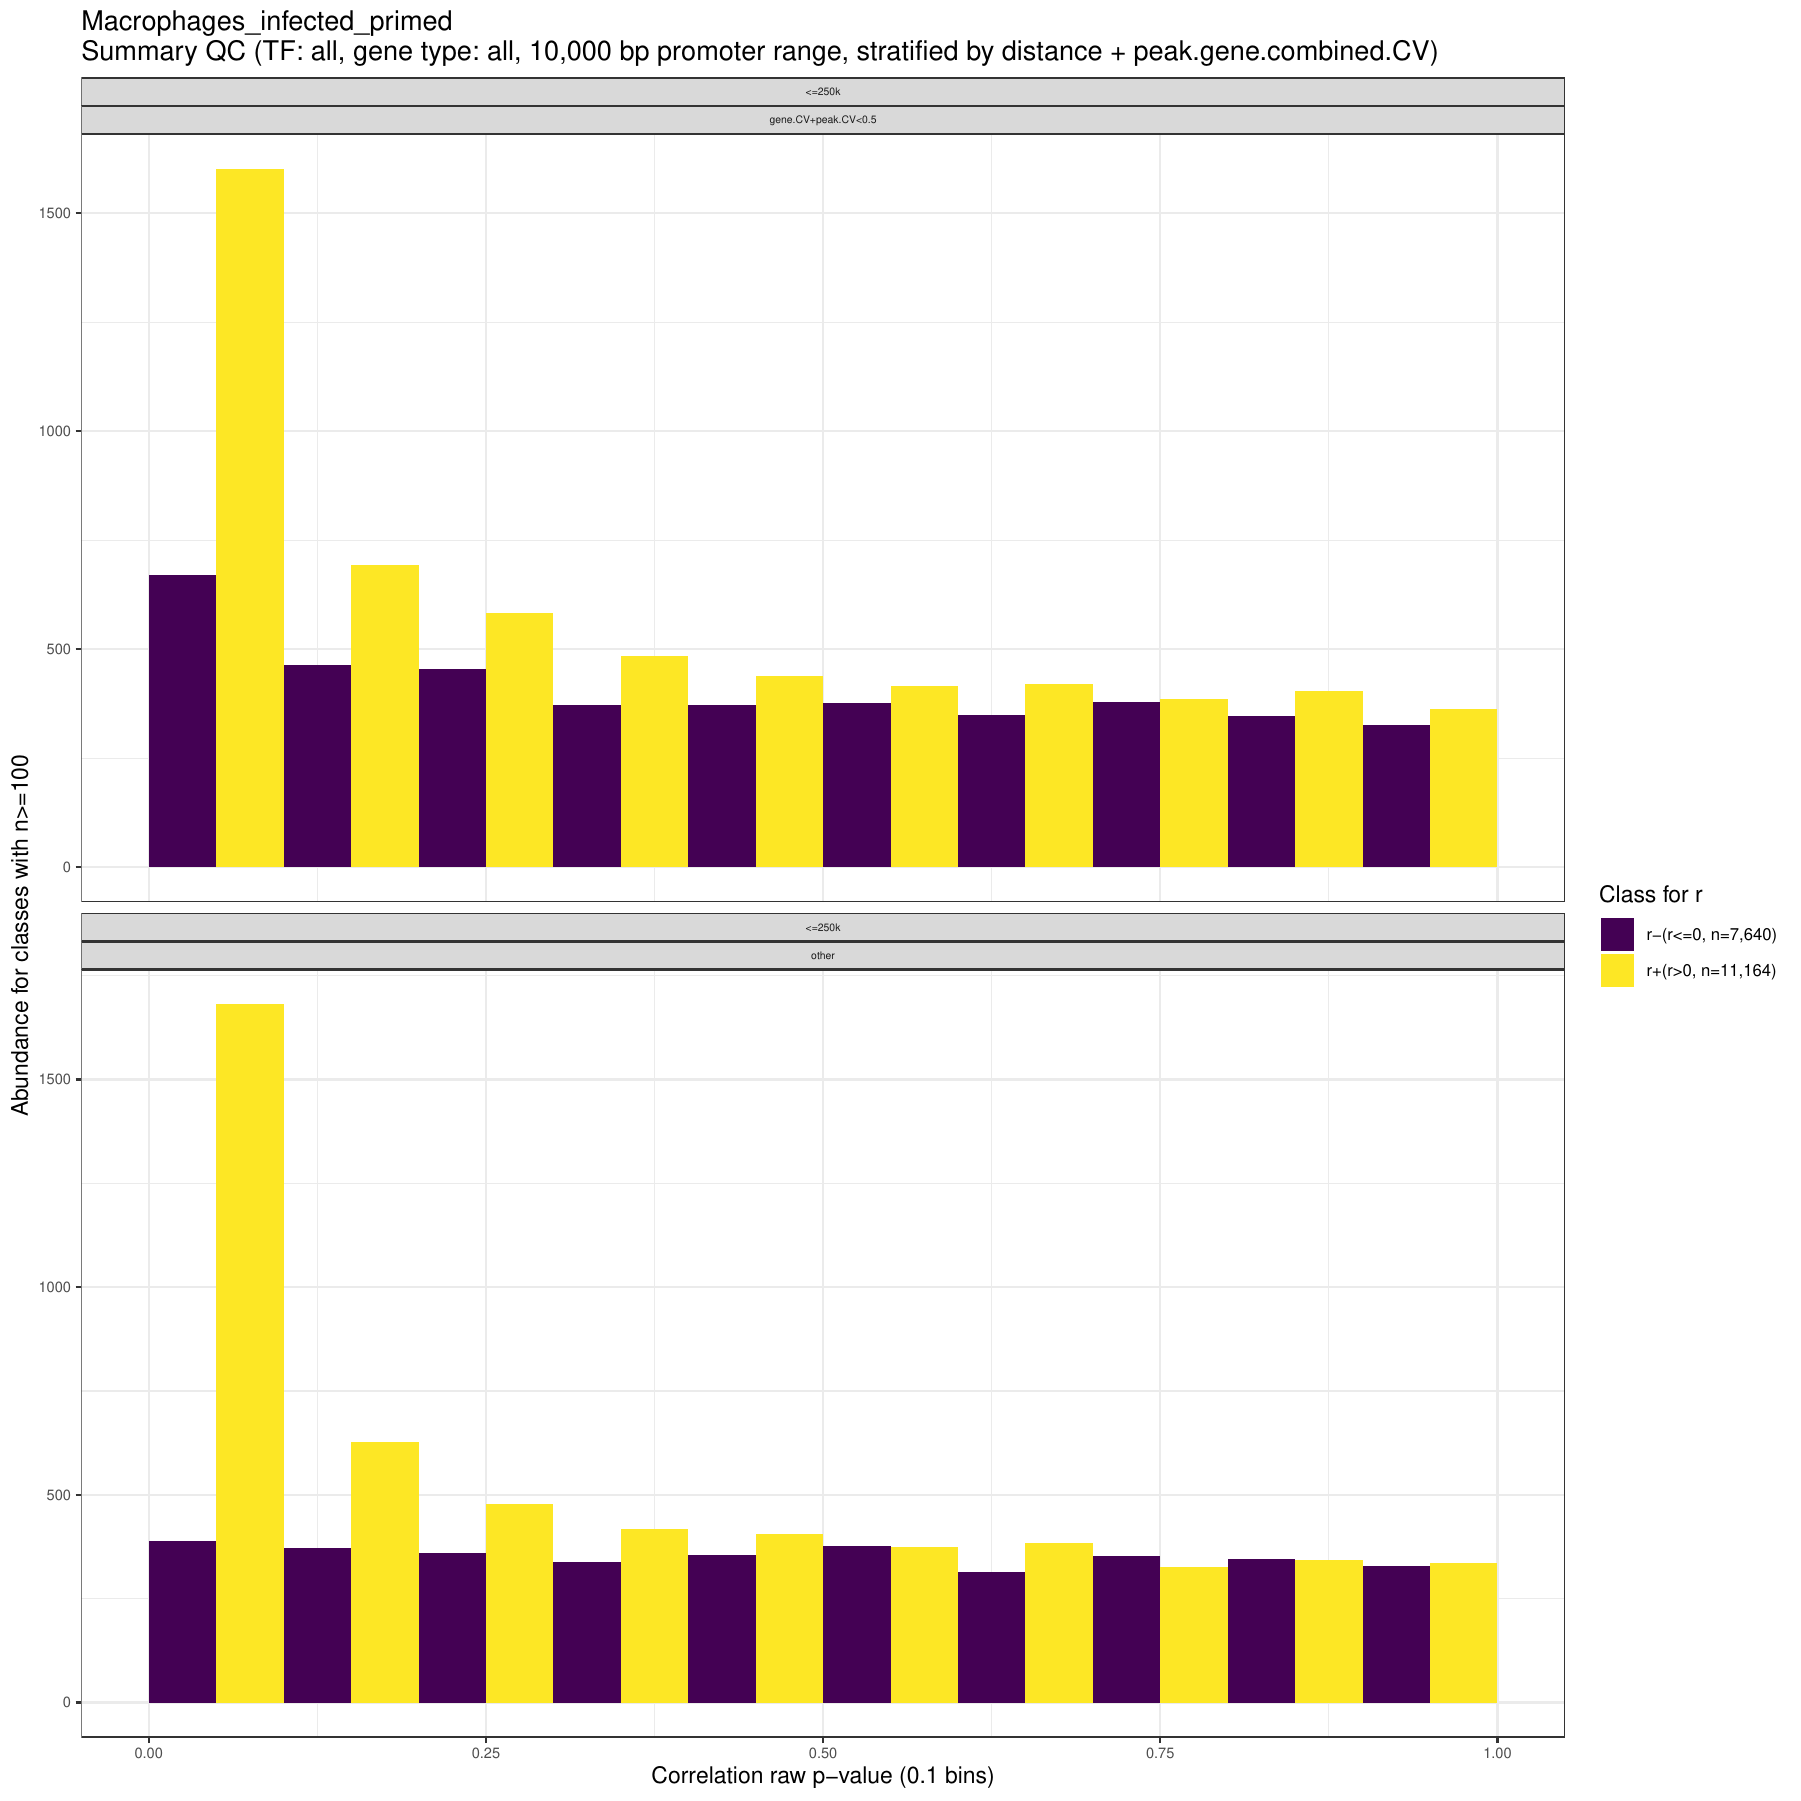 Macrophages_infected_primed
Summary QC (TF: all, gene type: all, 10,000 bp promoter range, stratified by distance + peak.gene.combined.CV)
<=250k
gene.CV+peak.CV<0.5
1500
1000
500
0
Abundance for classes with n>=100
<=250k
other
1500
1000
500
0
0.00
0.25
0.50
0.75
1.00
Correlation raw p−value (0.1 bins)
Class for r
r−(r<=0, n=7,640)
r+(r>0, n=11,164)